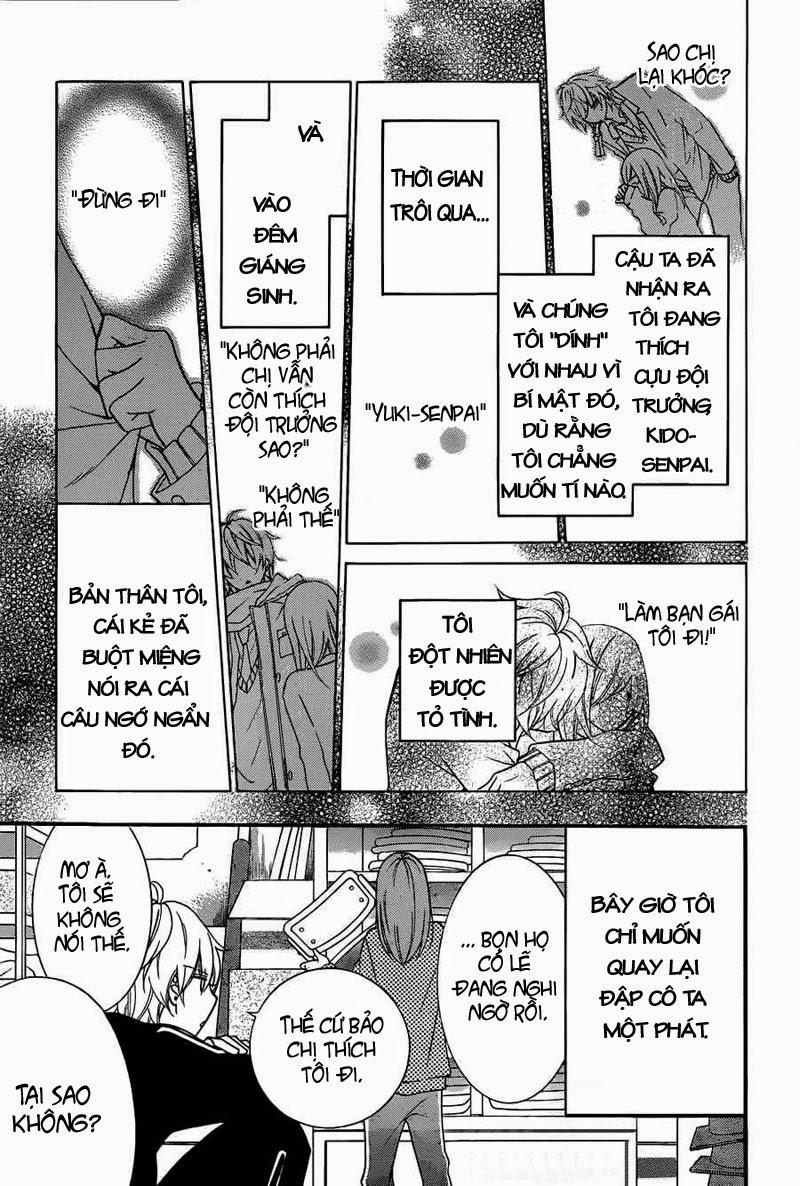 SAO CHỊ
LẠI KHÓC?
CẬU TA ĐÃ
NHẬN RA
TÔI ĐANG
THÍCH
CỰU ĐỘI
TRƯỞNG
KIDO-
SENPAI.
VÀ CHÚNG
TÔI "DÍNH"
VỚI NHAU VÌ
BÍ MẬT ĐÓ,
DÙ RẰNG
TÔI CHẲNG
MUỐN TÍ NÀO.
THỜI GIAN
TRÔI QUA...
"YUKI-SENPAI"
VÀ
VÀO
ĐÊM
GIÁNG
SINH.
"KHÔNG PHẢI
CHỊ VẪN
CÒN THÍCH
ĐỘI TRƯỞNG
SAO?"
"KHÔNG
PHẢI THẾ"
"ĐỪNG ĐI"
BẢN THÂN TÔI,
CÁI KẺ ĐÃ
BUỘT MIỆNG
NÓI RA CÁI
CÂU NGỚ NGẨN
ĐÓ.
"LÀM BẠN GÁI
TÔI ĐI!"
TÔI
ĐỘT NHIÊN
ĐƯỢC
TỎ TÌNH.
BÂY GIỜ TÔI
CHỈ MUỐN
QUAY LẠI
ĐẬP CÔ TA
MỘT PHÁT.
... BỌN HỌ
CÓ LẼ
ĐANG NGHI
NGỜ RỒI.
THẾ CỨ BẢO
CHỊ THÍCH
TÔI ĐI.
MƠ À,
TÔI SẼ
KHÔNG
NÓI THẾ.
TẠI SAO
KHÔNG?